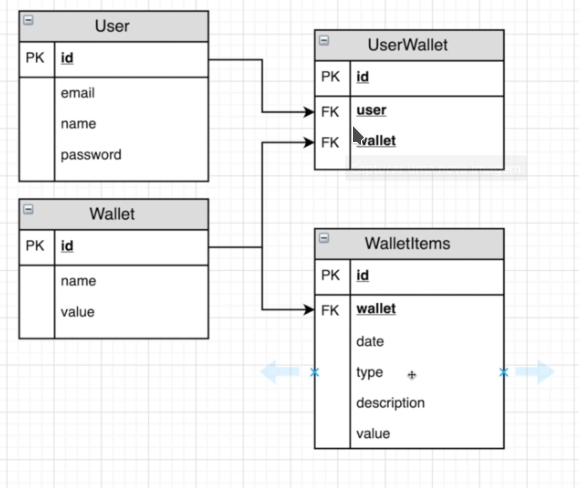 User
PK id
email
name
password
UserWallet
PK id
FK user
FK wallet
Wallet
PK id
name
value
WalletItems
PK id
FK wallet
date
type
description
value